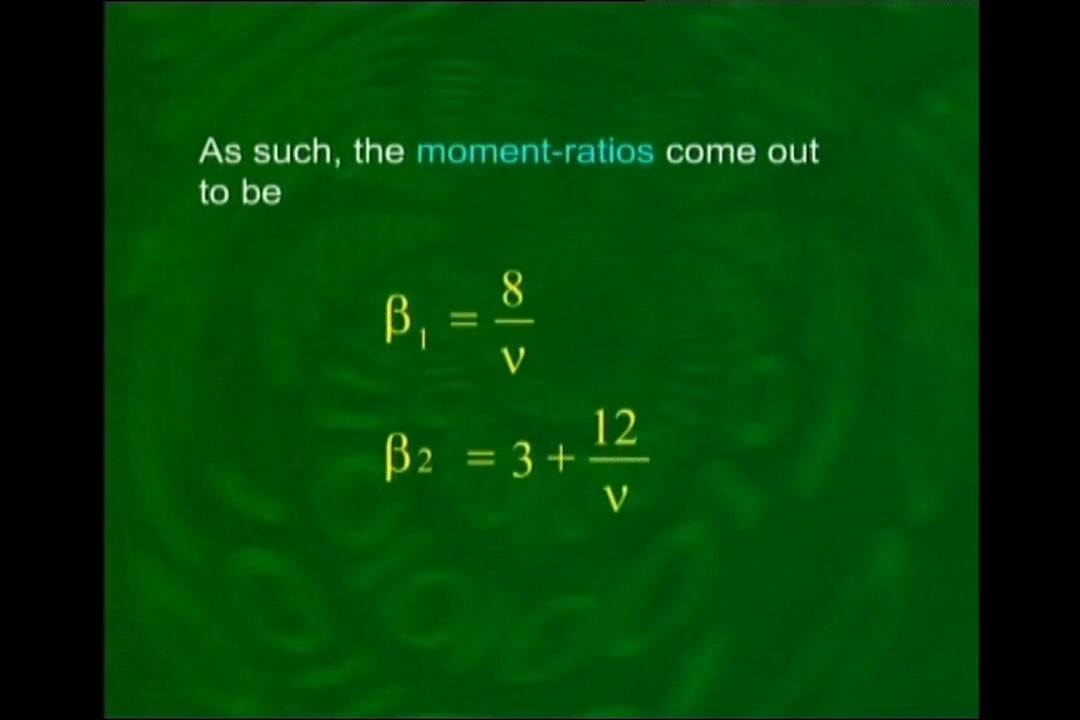 As such, the moment-ratios come out
to be
β₁ = 8/ν
β₂ = 3 + 12/ν